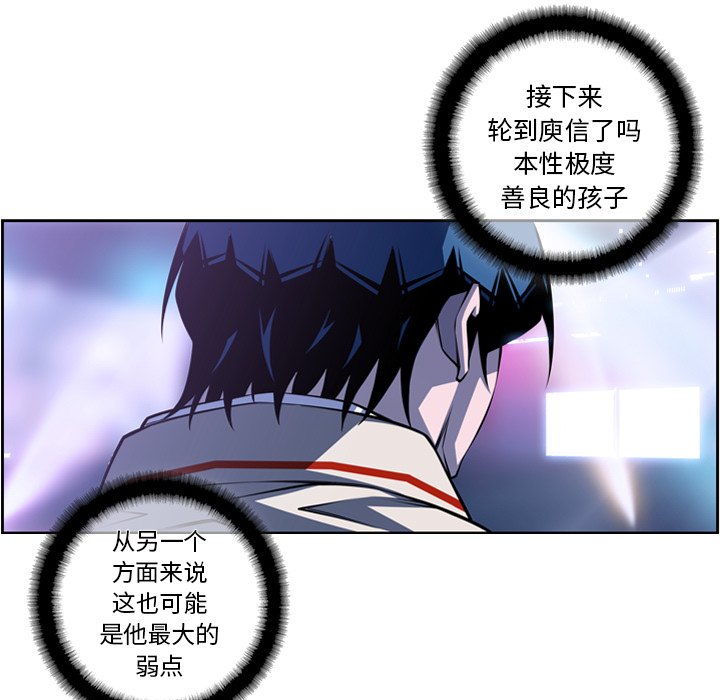 接下来
轮到庾信了吗
本性极度
善良的孩子
从另一个
方面来说
这也可能
是他最大的
弱点